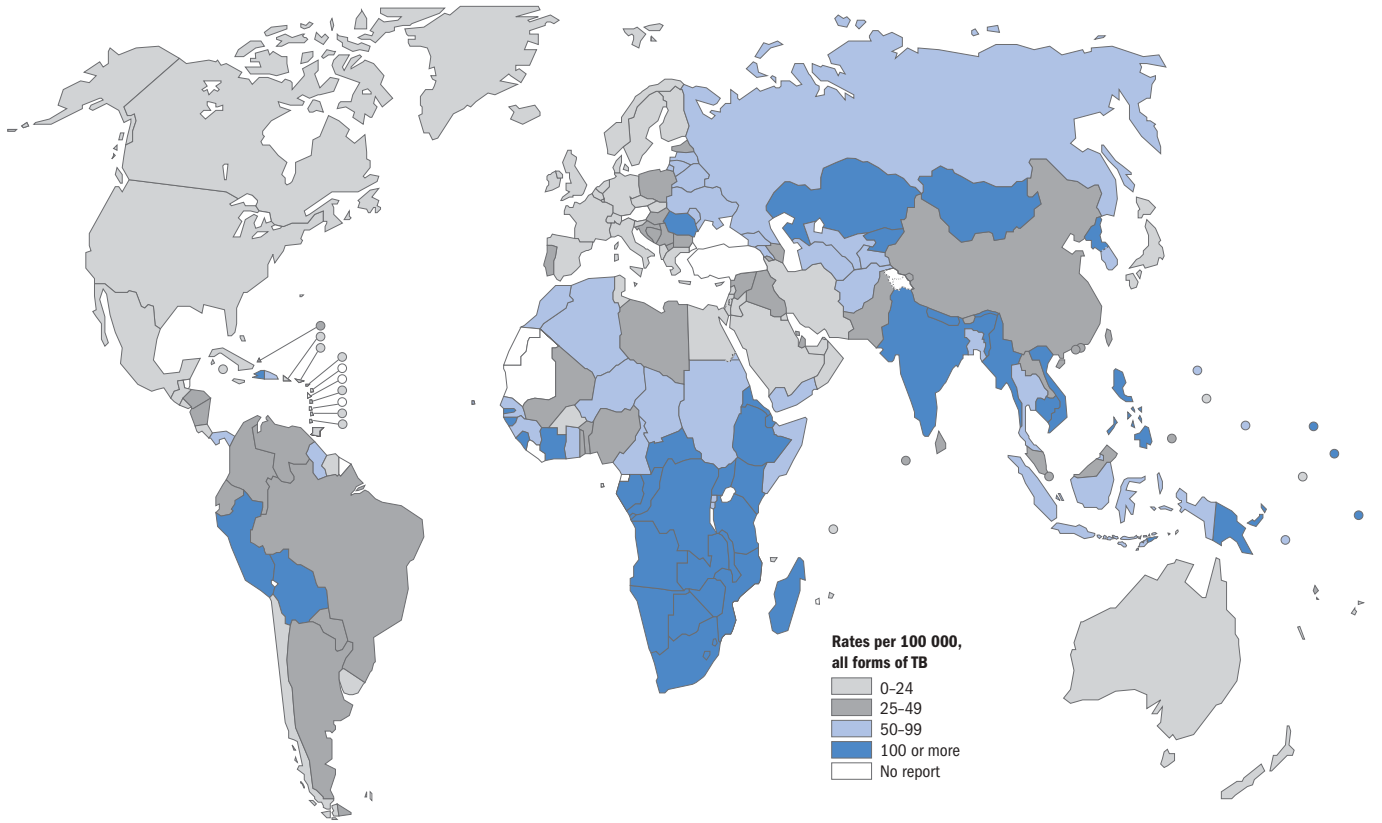 Rates per 100 000,
all forms of TB
0–24
25–49
50–99
100 or more
No report